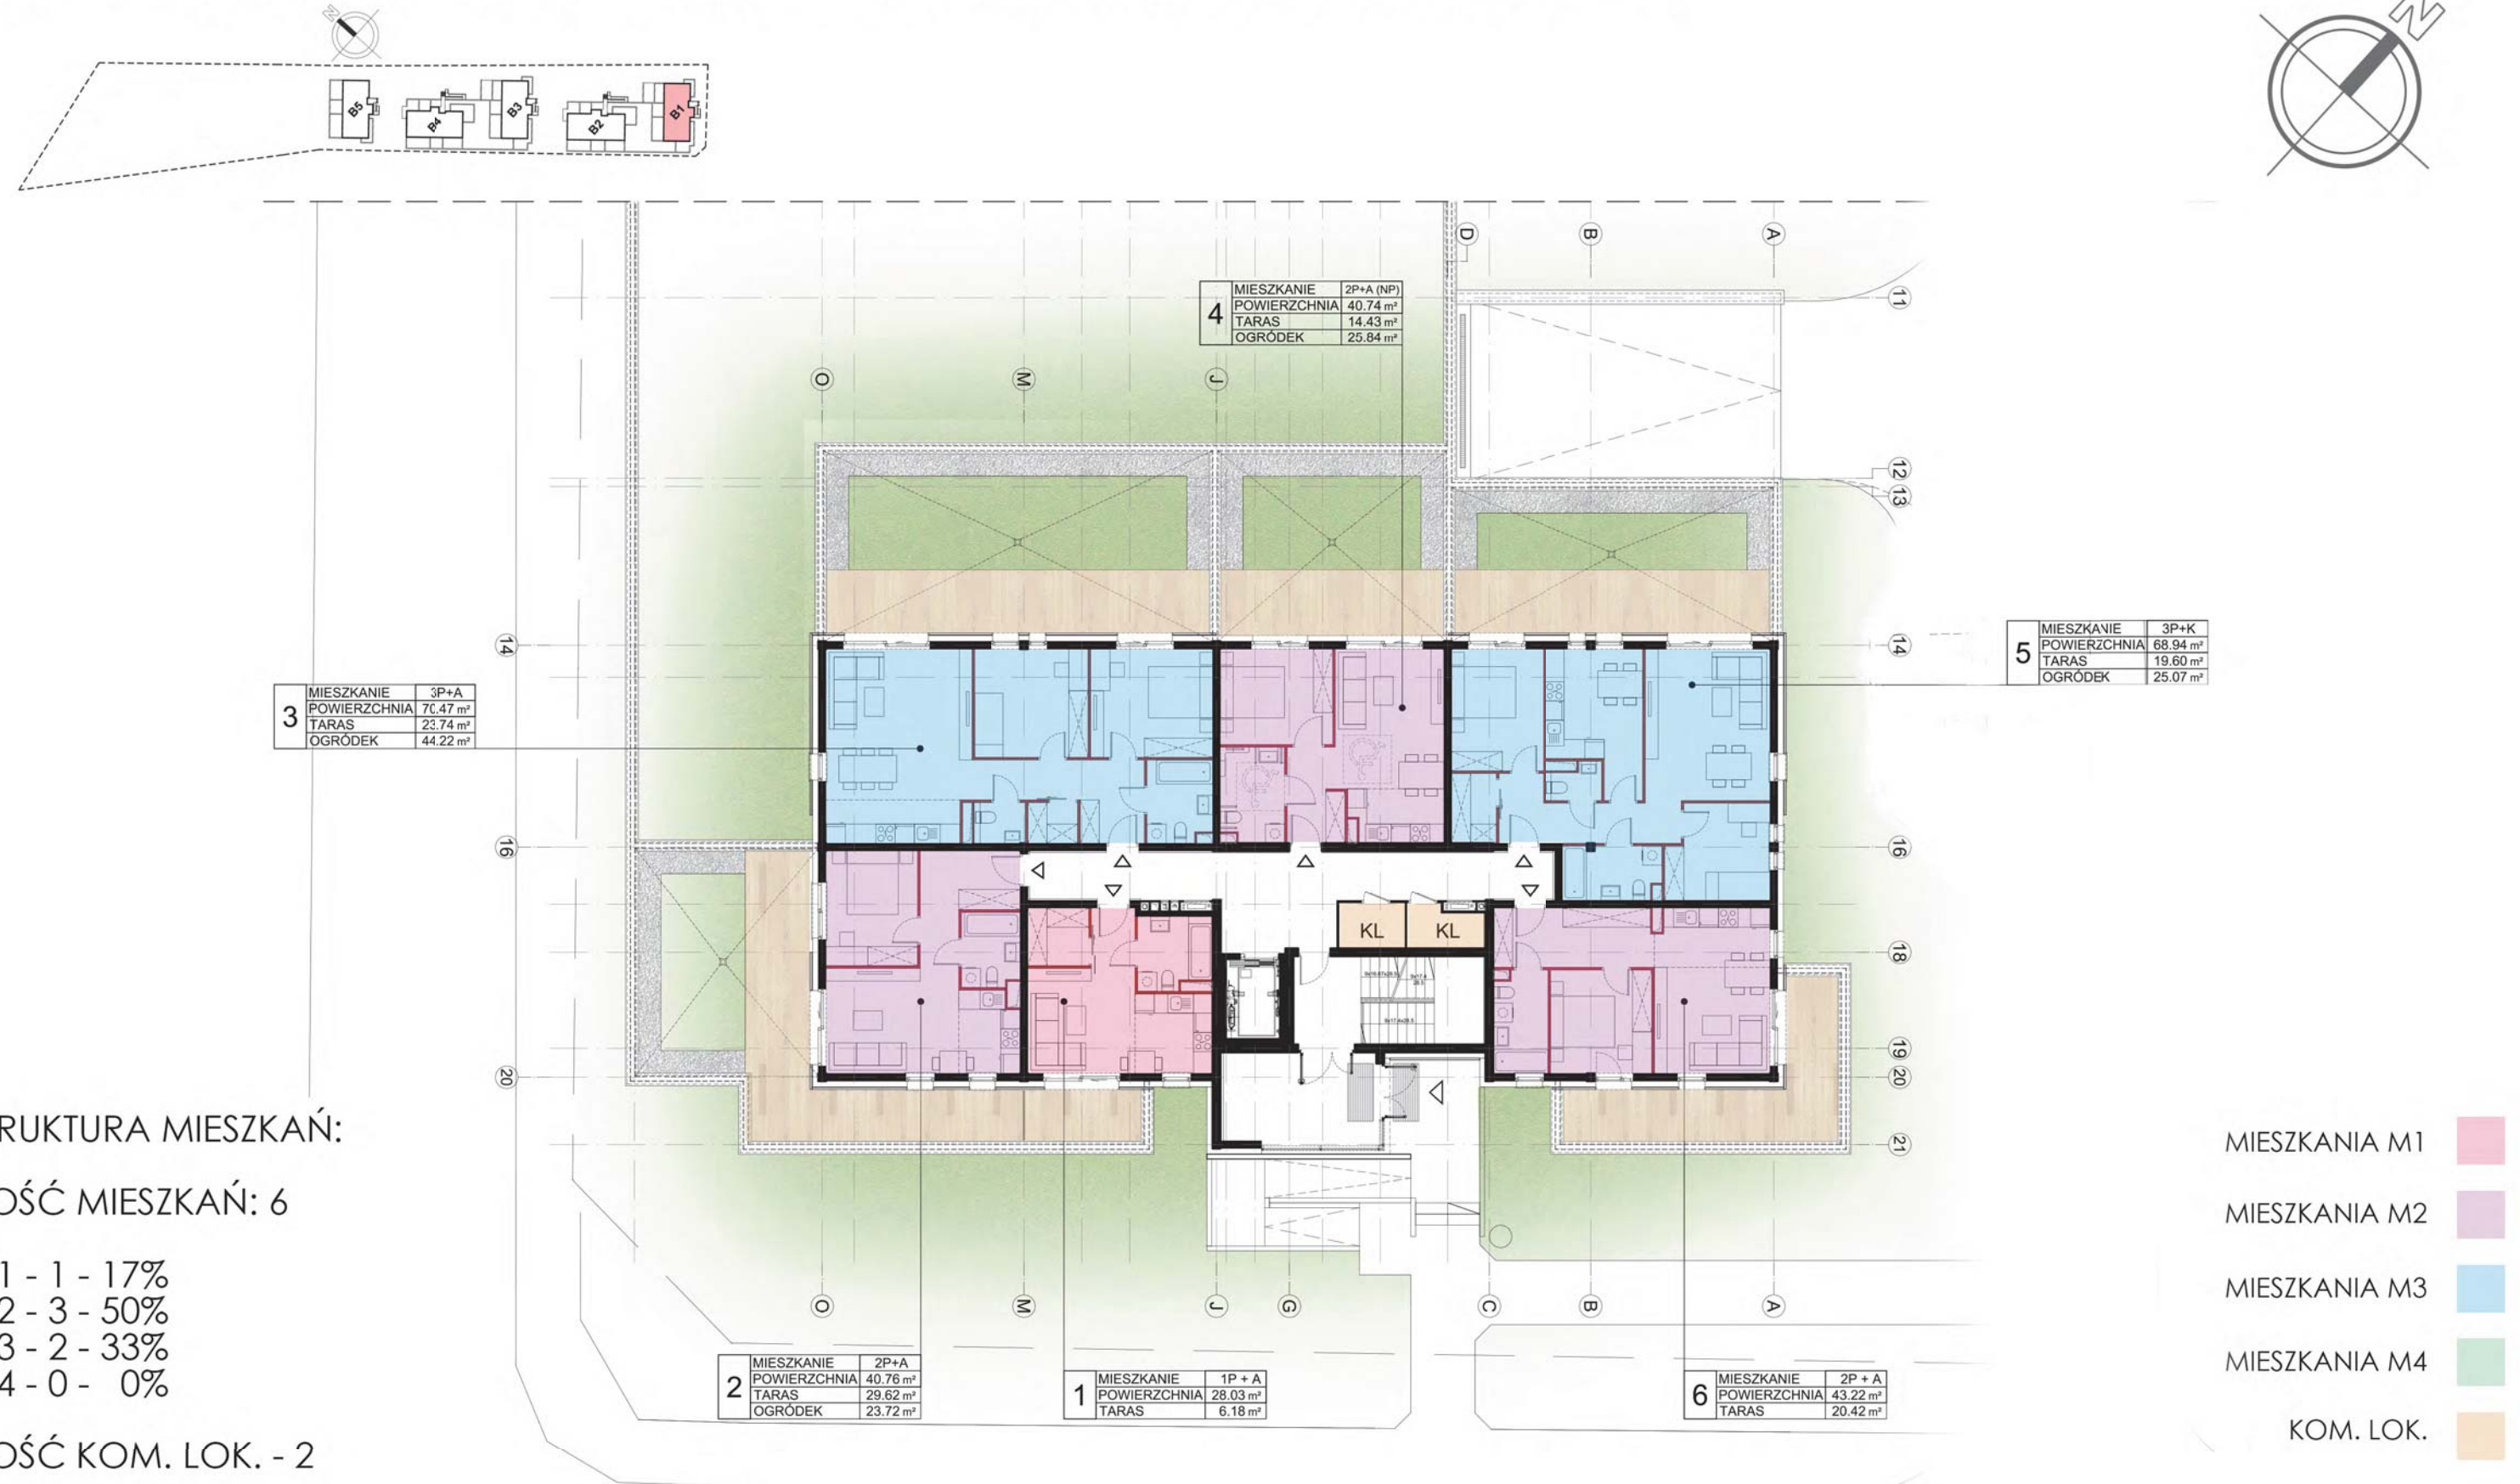 N
N
B5
B4
B3
B2
B1
D
B
A
11
4
MIESZKANIE 2P+A (NP)
POWIERZCHNIA 40.74 m²
TARAS 14.43 m²
OGRÓDEK 25.84 m²
O
M
J
12
13
14
14
5
MIESZKANIE 3P+K
POWIERZCHNIA 68.94 m²
TARAS 19.60 m²
OGRÓDEK 25.07 m²
3
MIESZKANIE 3P+A
POWIERZCHNIA 70.47 m²
TARAS 23.74 m²
OGRÓDEK 44.22 m²
16
16
KL
KL
18
19
20
20
21
RUKTURA MIESZKAŃ:
OŚĆ MIESZKAŃ: 6
1 - 1 - 17%
2 - 3 - 50%
3 - 2 - 33%
4 - 0 - 0%
OŚĆ KOM. LOK. - 2
O
M
J
G
C
B
A
2
MIESZKANIE 2P+A
POWIERZCHNIA 40.76 m²
TARAS 29.62 m²
OGRÓDEK 23.72 m²
1
MIESZKANIE 1P + A
POWIERZCHNIA 28.03 m²
TARAS 6.18 m²
6
MIESZKANIE 2P + A
POWIERZCHNIA 43.22 m²
TARAS 20.42 m²
MIESZKANIA M1
MIESZKANIA M2
MIESZKANIA M3
MIESZKANIA M4
KOM. LOK.